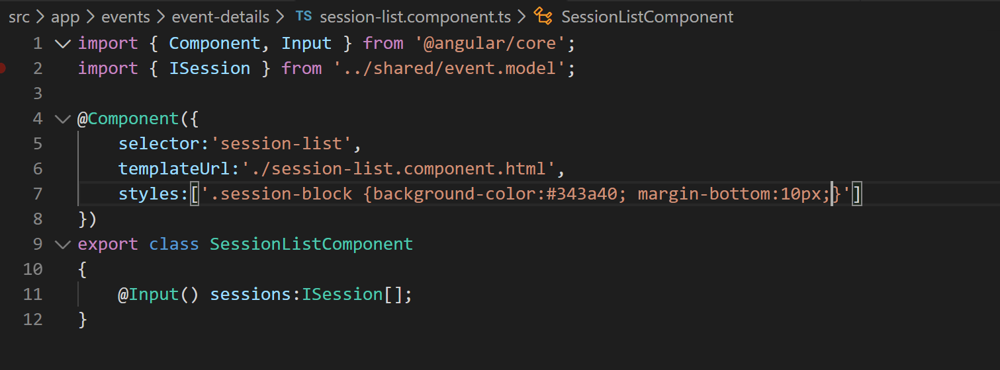 src > app > events > event-details > TS session-list.component.ts > SessionListComponent
1 import { Component, Input } from '@angular/core';
2 import { ISession } from '../shared/event.model';
3
4 @Component({
5     selector:'session-list',
6     templateUrl:'./session-list.component.html',
7     styles:['.session-block {background-color:#343a40; margin-bottom:10px;}']
8 })
9 export class SessionListComponent
10 {
11     @Input() sessions:ISession[];
12 }